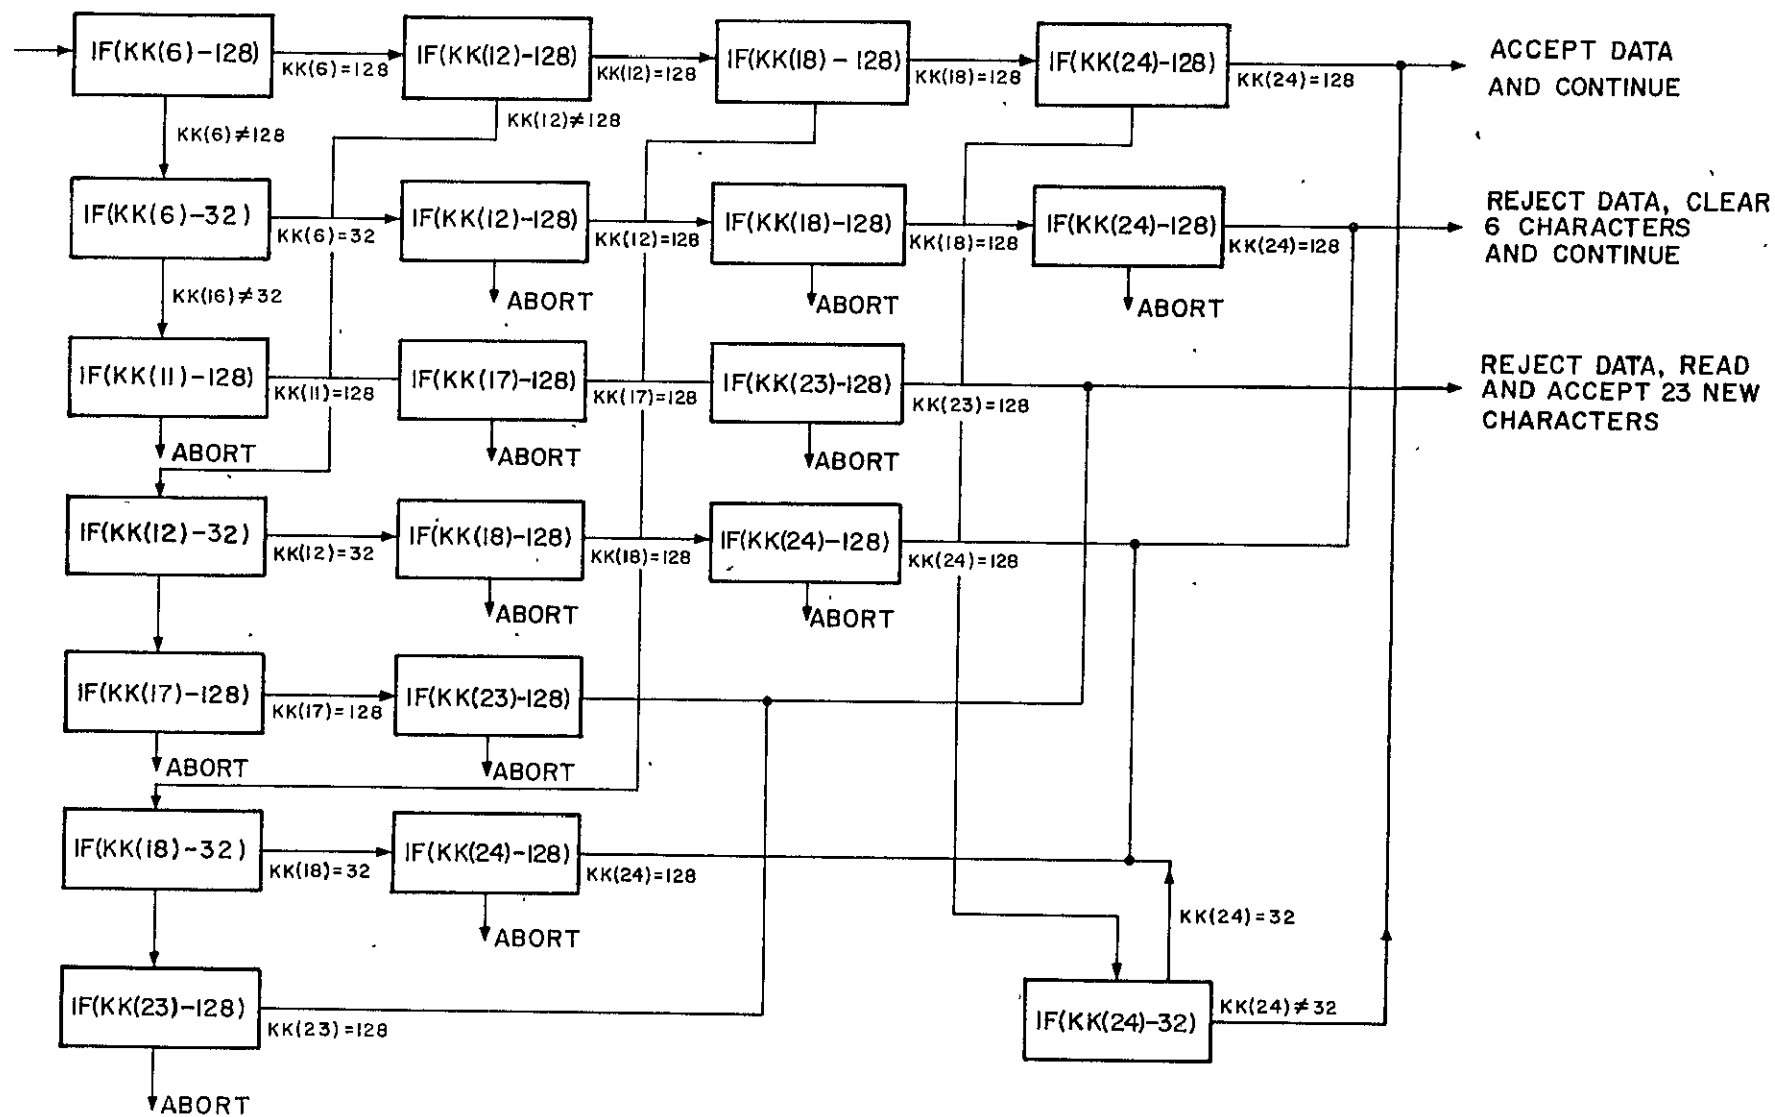 IF(KK(6)-128)
KK(6)=128
IF(KK(12)-128)
KK(12)=128
IF(KK(18)-128)
KK(18)=128
IF(KK(24)-128)
KK(24)=128
ACCEPT DATA
AND CONTINUE
KK(6)≠128
KK(12)≠128
IF(KK(6)-32)
KK(6)=32
IF(KK(12)-128)
KK(12)=128
IF(KK(18)-128)
KK(18)=128
IF(KK(24)-128)
KK(24)=128
REJECT DATA, CLEAR
6 CHARACTERS
AND CONTINUE
KK(16)≠32
ABORT
ABORT
ABORT
IF(KK(11)-128)
KK(11)=128
IF(KK(17)-128)
KK(17)=128
IF(KK(23)-128)
KK(23)=128
REJECT DATA, READ
AND ACCEPT 23 NEW
CHARACTERS
ABORT
ABORT
ABORT
IF(KK(12)-32)
KK(12)=32
IF(KK(18)-128)
KK(18)=128
IF(KK(24)-128)
KK(24)=128
ABORT
ABORT
IF(KK(17)-128)
KK(17)=128
IF(KK(23)-128)
ABORT
ABORT
IF(KK(18)-32)
KK(18)=32
IF(KK(24)-128)
KK(24)=128
ABORT
KK(24)=32
IF(KK(23)-128)
KK(23)=128
IF(KK(24)-32)
KK(24)≠32
ABORT